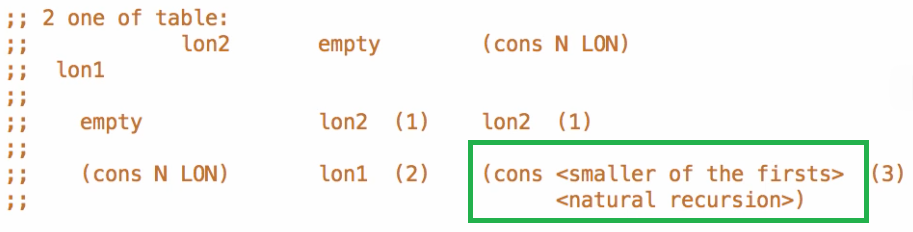 ;; 2 one of table:
;;             lon2       empty        (cons N LON)
;;   lon1
;;
;;     empty              lon2  (1)    lon2  (1)
;;
;;     (cons N LON)       lon1  (2)    (cons <smaller of the firsts>  (3)
;;                                           <natural recursion>)